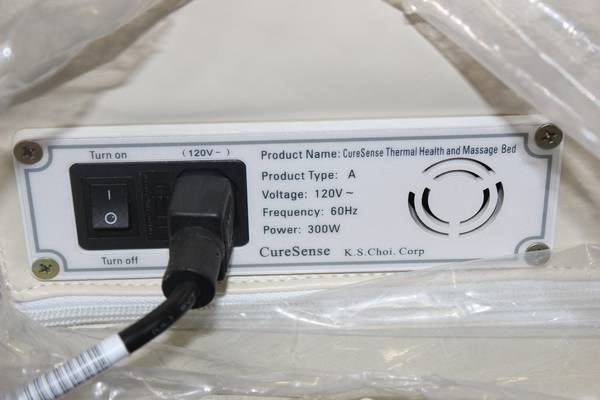 Turn on
(120V~)
I
O
Turn off
Product Name: CureSense Thermal Health and Massage Bed
Product Type: A
Voltage: 120V~
Frequency: 60Hz
Power: 300W
CureSense K.S.Choi. Corp